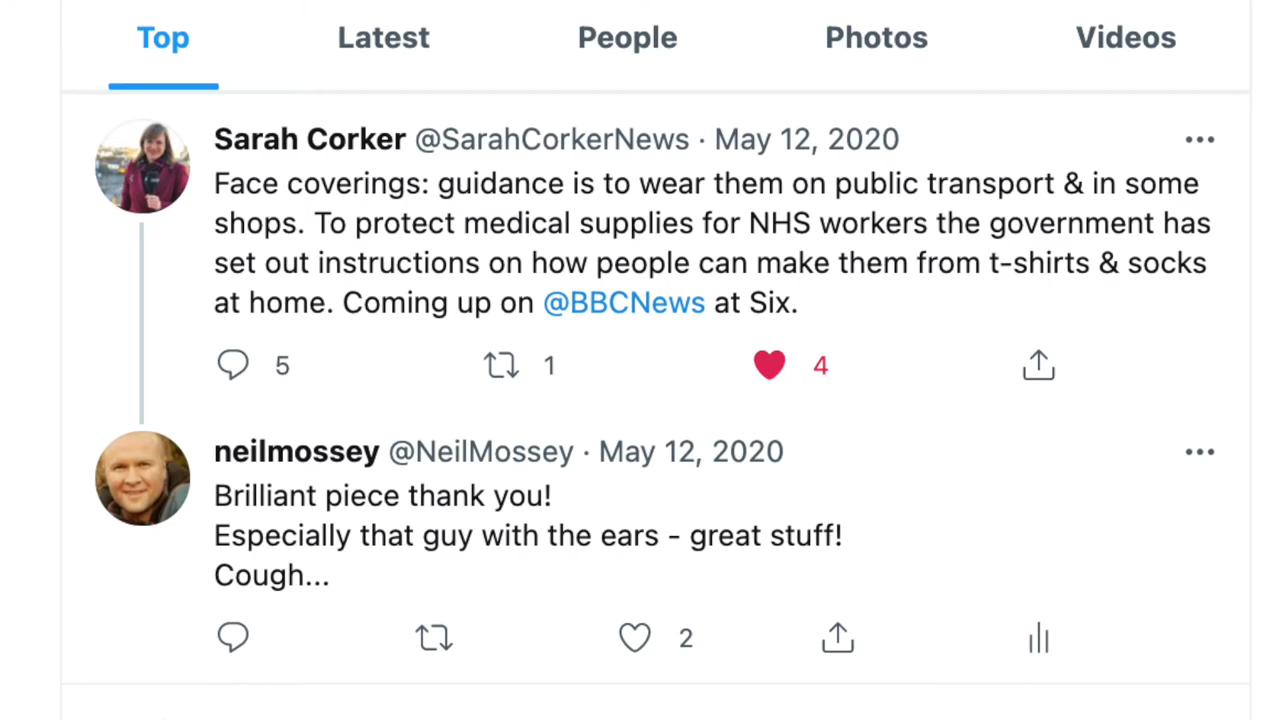 Top Latest People Photos Videos
Sarah Corker @SarahCorkerNews · May 12, 2020
Face coverings: guidance is to wear them on public transport & in some
shops. To protect medical supplies for NHS workers the government has
set out instructions on how people can make them from t-shirts & socks
at home. Coming up on @BBCNews at Six.
5 1 4
neilmossey @NeilMossey · May 12, 2020
Brilliant piece thank you!
Especially that guy with the ears - great stuff!
Cough...
2